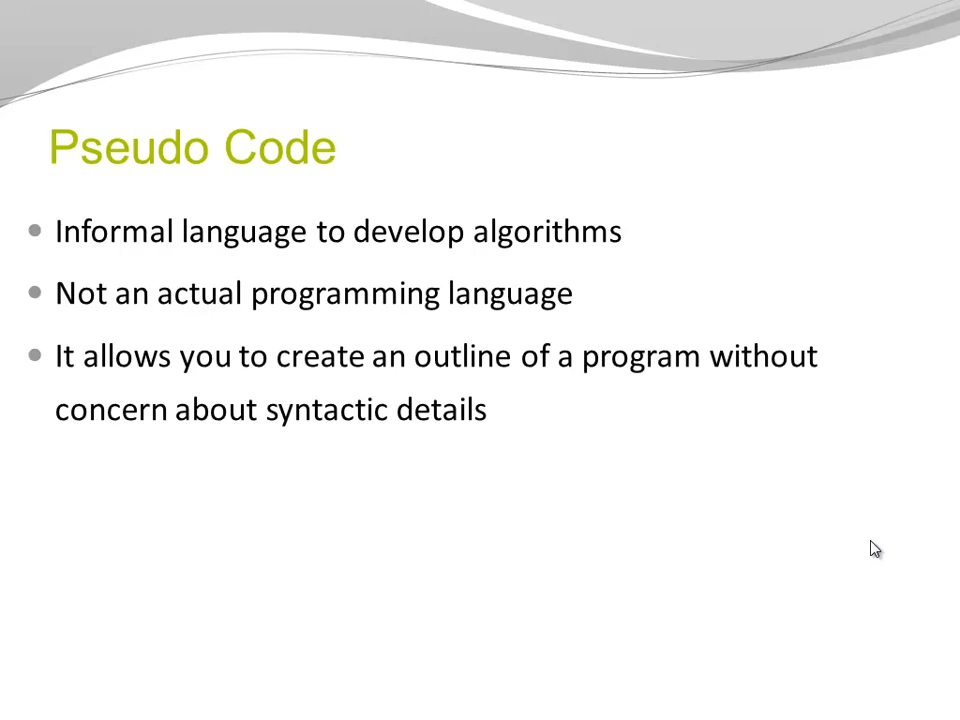 Pseudo Code
Informal language to develop algorithms
Not an actual programming language
It allows you to create an outline of a program without
concern about syntactic details